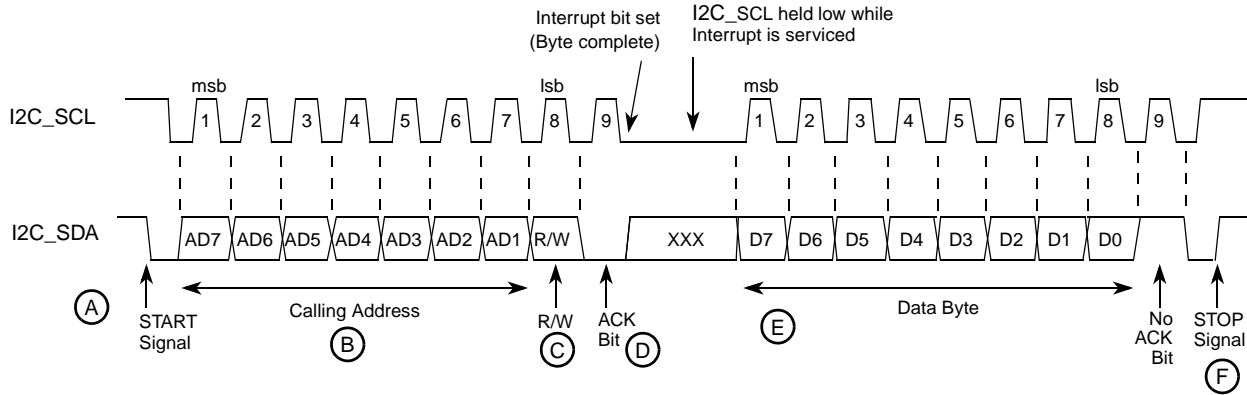 Interrupt bit set
(Byte complete)
I2C_SCL held low while
Interrupt is serviced
msb
lsb
msb
lsb
I2C_SCL
1 2 3 4 5 6 7 8 9 1 2 3 4 5 6 7 8 9
I2C_SDA
AD7 AD6 AD5 AD4 AD3 AD2 AD1 R/W XXX D7 D6 D5 D4 D3 D2 D1 D0
A
START
Signal
Calling Address
B
R/W
C
ACK
Bit
D
E
Data Byte
No
ACK
Bit
STOP
Signal
F